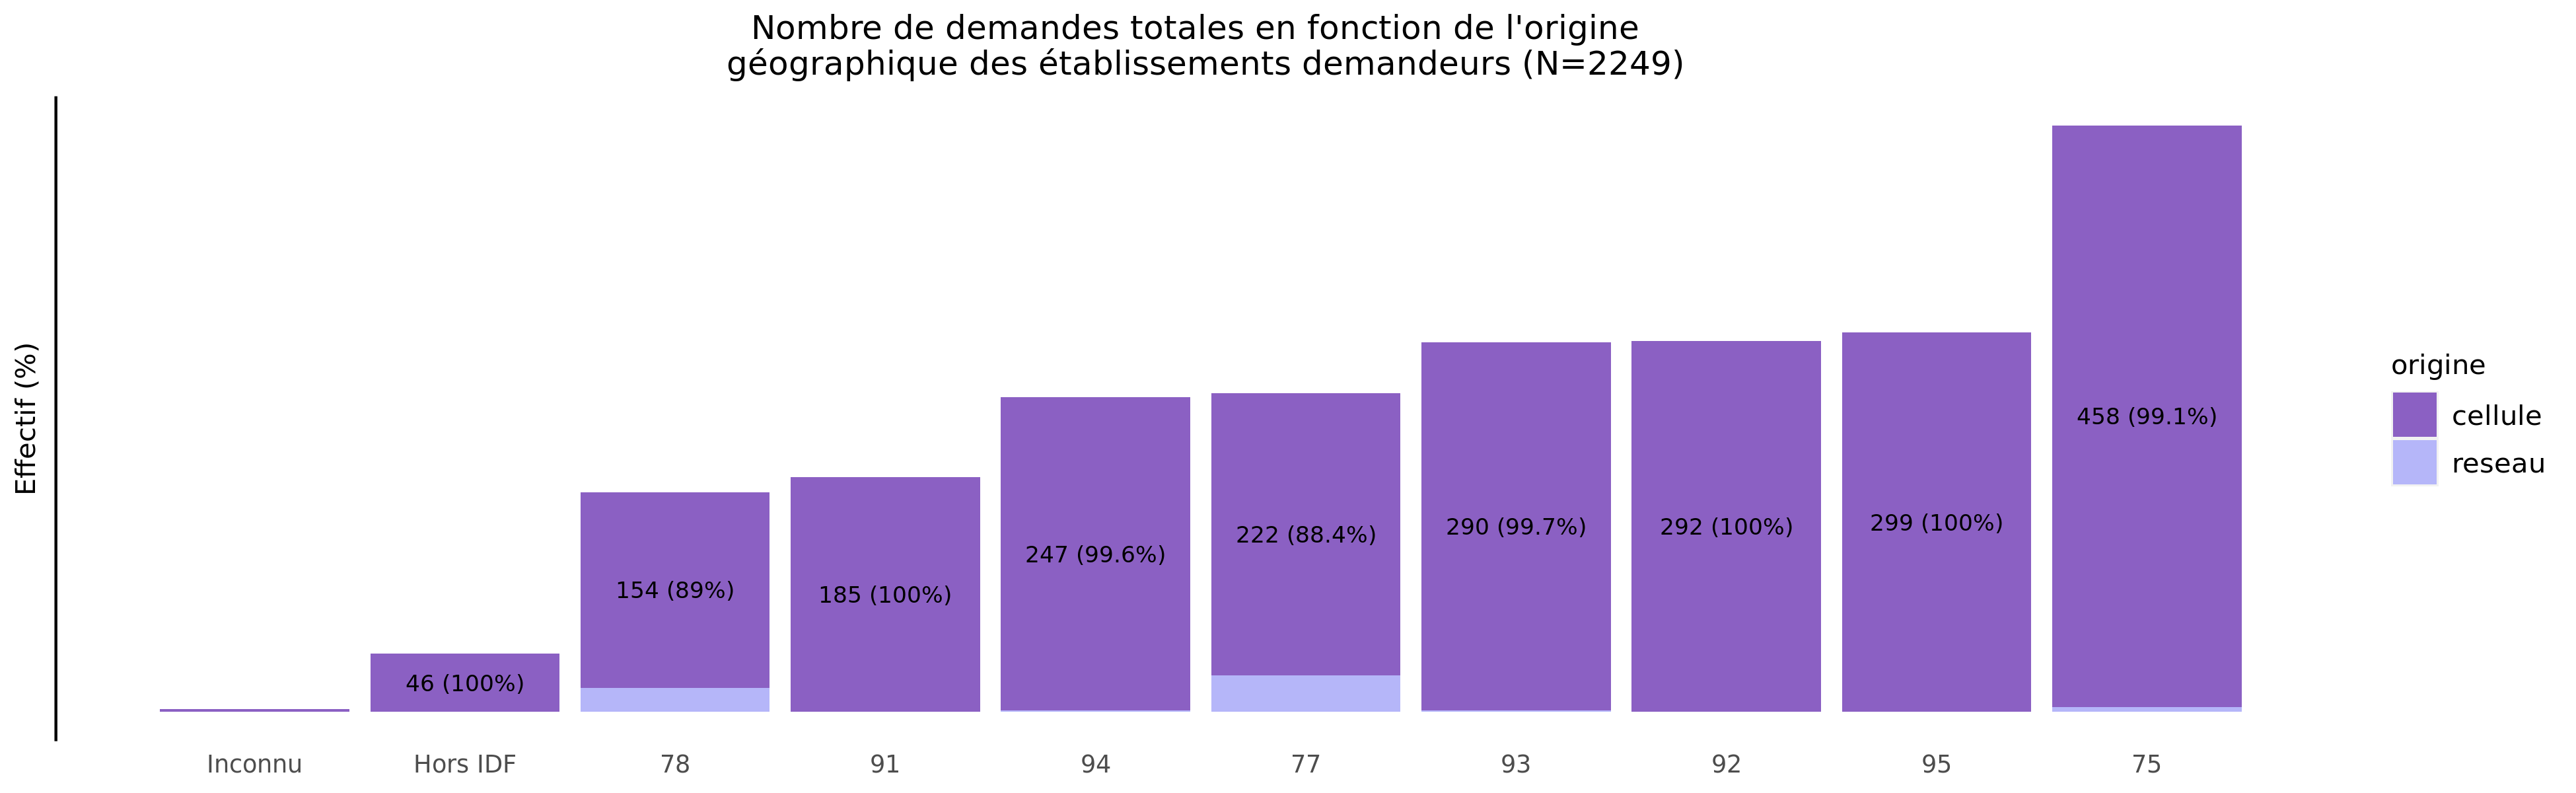 Nombre de demandes totales en fonction de l'origine
géographique des établissements demandeurs (N=2249)
Effectif (%)
458 (99.1%)
origine
cellule
reseau
299 (100%)
290 (99.7%)
292 (100%)
222 (88.4%)
247 (99.6%)
154 (89%)
185 (100%)
46 (100%)
Inconnu
Hors IDF
78
91
94
77
93
92
95
75